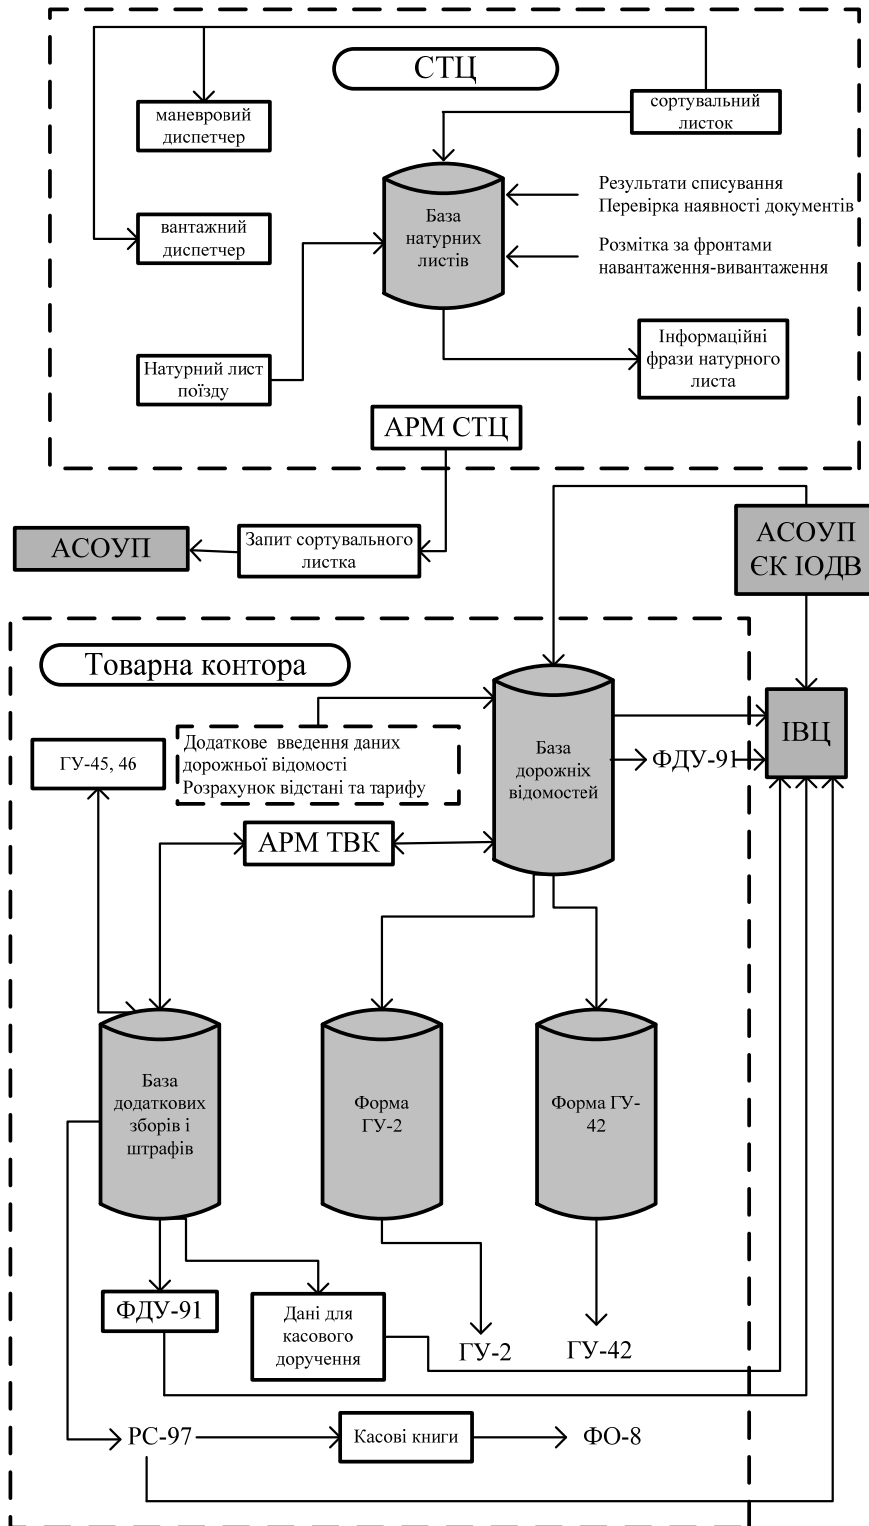 СТЦ
маневровий
диспетчер
сортувальний
листок
Результати списування
Перевірка наявності документів
База
натурних
листів
вантажний
диспетчер
Розмітка за фронтами
навантаження-вивантаження
Натурний лист
поїзду
Інформаційні
фрази натурного
листа
АРМ СТЦ
АСОУП
Запит сортувального
листка
АСОУП
ЄК ІОДВ
Товарна контора
ГУ-45, 46
Додаткове введення даних
дорожньої відомості
Розрахунок відстані та тарифу
База
дорожніх
відомостей
ФДУ-91
ІВЦ
АРМ ТВК
База
додаткових
зборів і
штрафів
Форма
ГУ-2
Форма ГУ-
42
ФДУ-91
Дані для
касового
доручення
ГУ-2
ГУ-42
РС-97
Касові книги
ФО-8